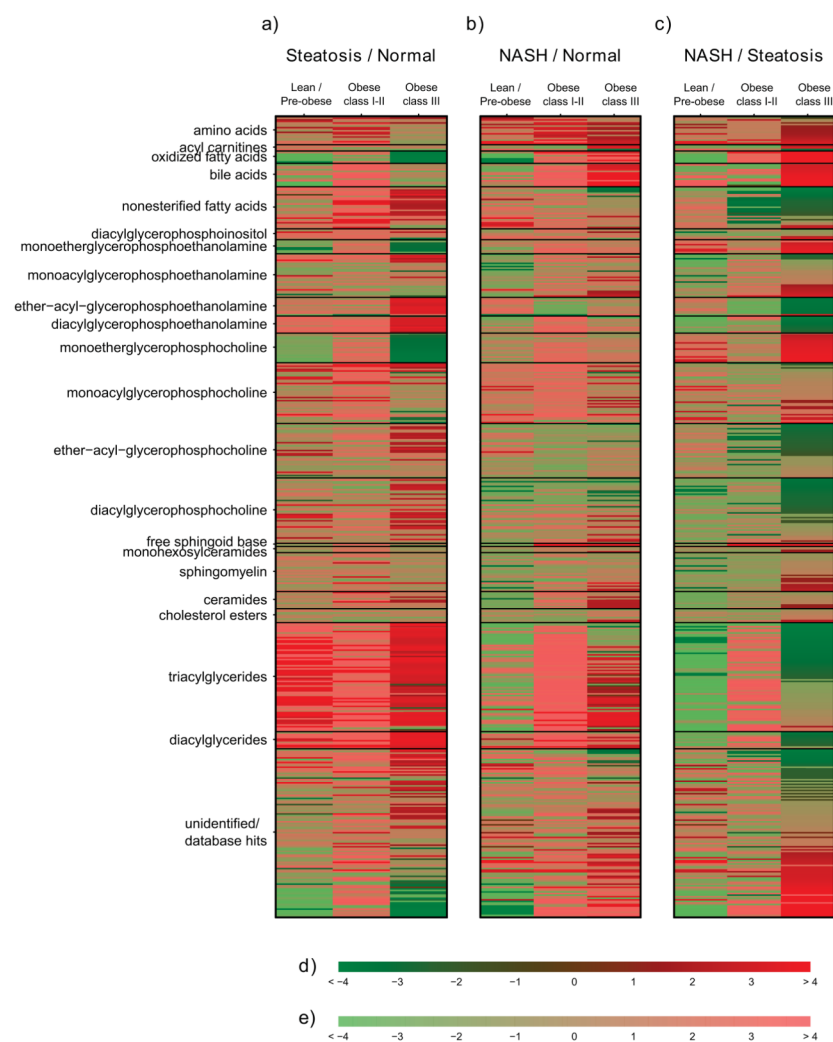 a)
b)
c)
Steatosis / Normal
NASH / Normal
NASH / Steatosis
Lean / Pre-obese
Obese class I-II
Obese class III
Lean / Pre-obese
Obese class I-II
Obese class III
Lean / Pre-obese
Obese class I-II
Obese class III
amino acids
acyl carnitines
oxidized fatty acids
bile acids
nonesterified fatty acids
diacylglycerophosphoinositol
monoetherglycerophosphoethanolamine
monoacylglycerophosphoethanolamine
ether−acyl−glycerophosphoethanolamine
diacylglycerophosphoethanolamine
monoetherglycerophosphocholine
monoacylglycerophosphocholine
ether−acyl−glycerophosphocholine
diacylglycerophosphocholine
free sphingoid base
monohexosylceramides
sphingomyelin
ceramides
cholesterol esters
triacylglycerides
diacylglycerides
unidentified/
database hits
d)
< −4 −3 −2 −1 0 1 2 3 > 4
e)
< −4 −3 −2 −1 0 1 2 3 > 4